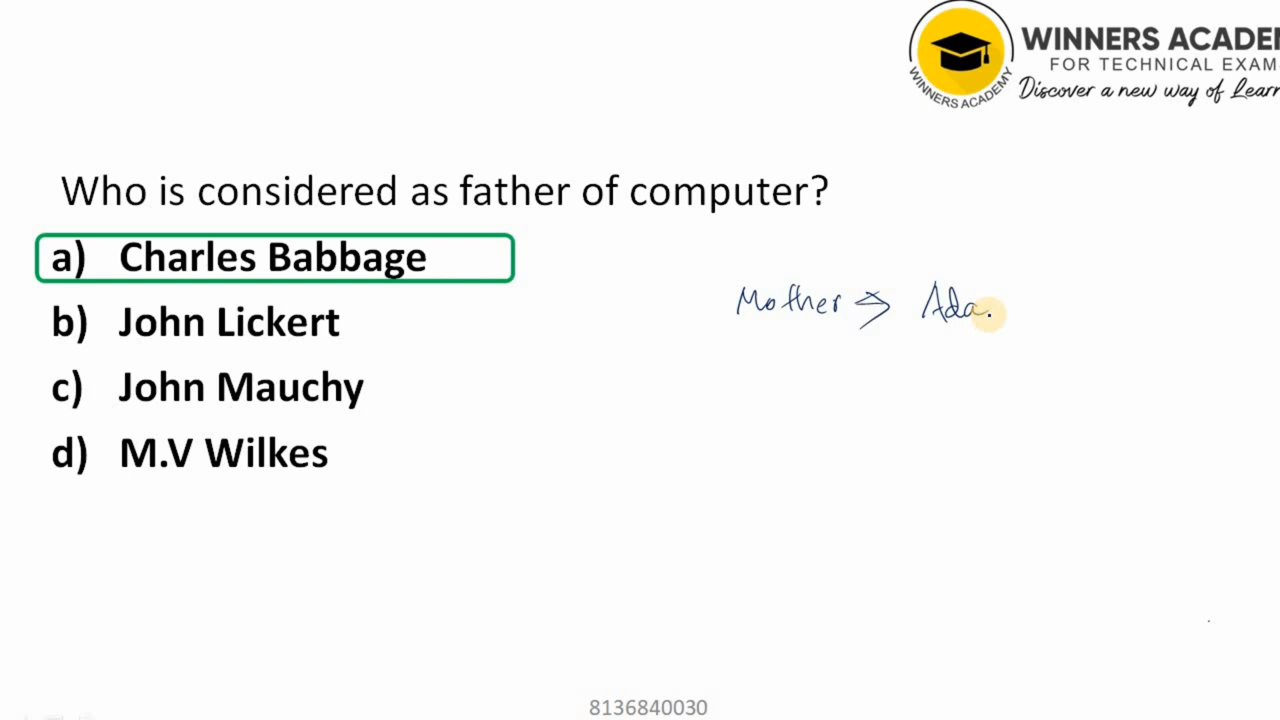 WINNERS ACADEM
FOR TECHNICAL EXAM
Discover a new way of Learn
WINNERS ACADEMY
Who is considered as father of computer?
a) Charles Babbage
Mother ⇒ Ada.
b) John Lickert
c) John Mauchy
d) M.V Wilkes
8136840030